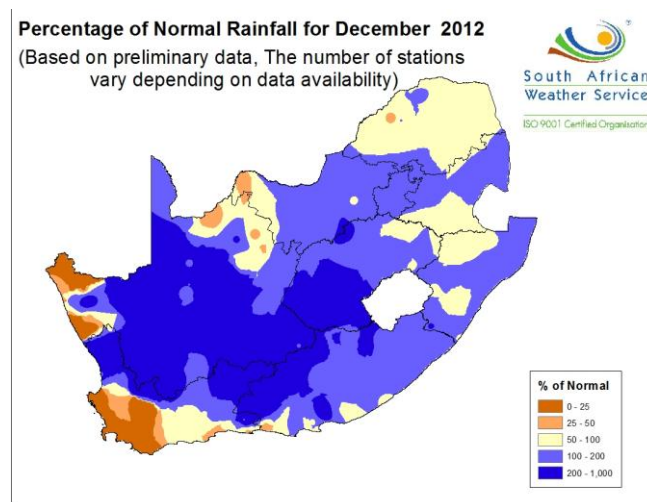 Percentage of Normal Rainfall for December 2012
(Based on preliminary data, The number of stations
vary depending on data availability)
South African
Weather Service
ISO 9001 Certified Organisation
% of Normal
0 - 25
25 - 50
50 - 100
100 - 200
200 - 1,000